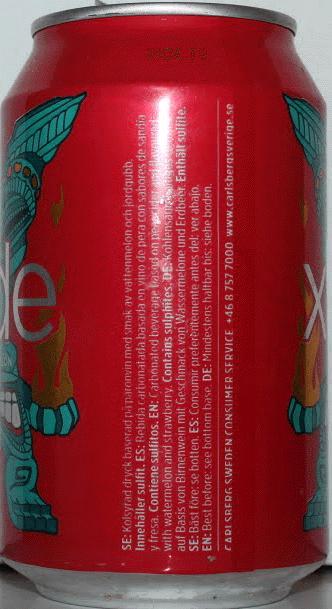 de
x
SE: Kolsyrad dryck baserad på päronvin med smak av vattenmelon och jordgubb.
Innehåller sulfit. ES: Bebida carbonatada basada en vino de pera con sabores de sandía
y fresa. Contiene sulfitos. EN: Carbonated beverage based on
with watermelon and strawberry. Contains sulphites. DE:
auf Basis von Birnenwein mit Geschmack von Wassermelone und Erdbeer. Enthält sulfite.
SE: Bäst före: se botten. ES: Consumir preferentemente antes del: ver abajo.
EN: Best before: see bottom base. DE: Mindestens haltbar bis: siehe boden.
CARLSBERG SWEDEN CONSUMER SERVICE +46 8 757 7000 www.carlsbergsverige.se